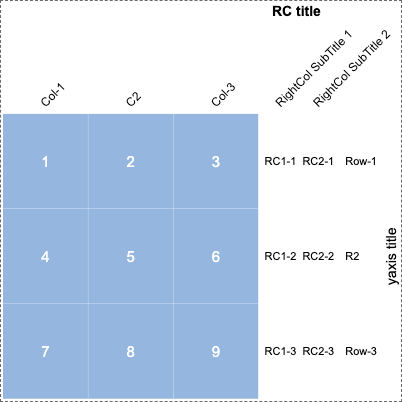 RC title
Col-1 C2 Col-3 RightCol SubTitle 1 RightCol SubTitle 2
1 2 3 RC1-1 RC2-1 Row-1
4 5 6 RC1-2 RC2-2 R2
7 8 9 RC1-3 RC2-3 Row-3
yaxis title